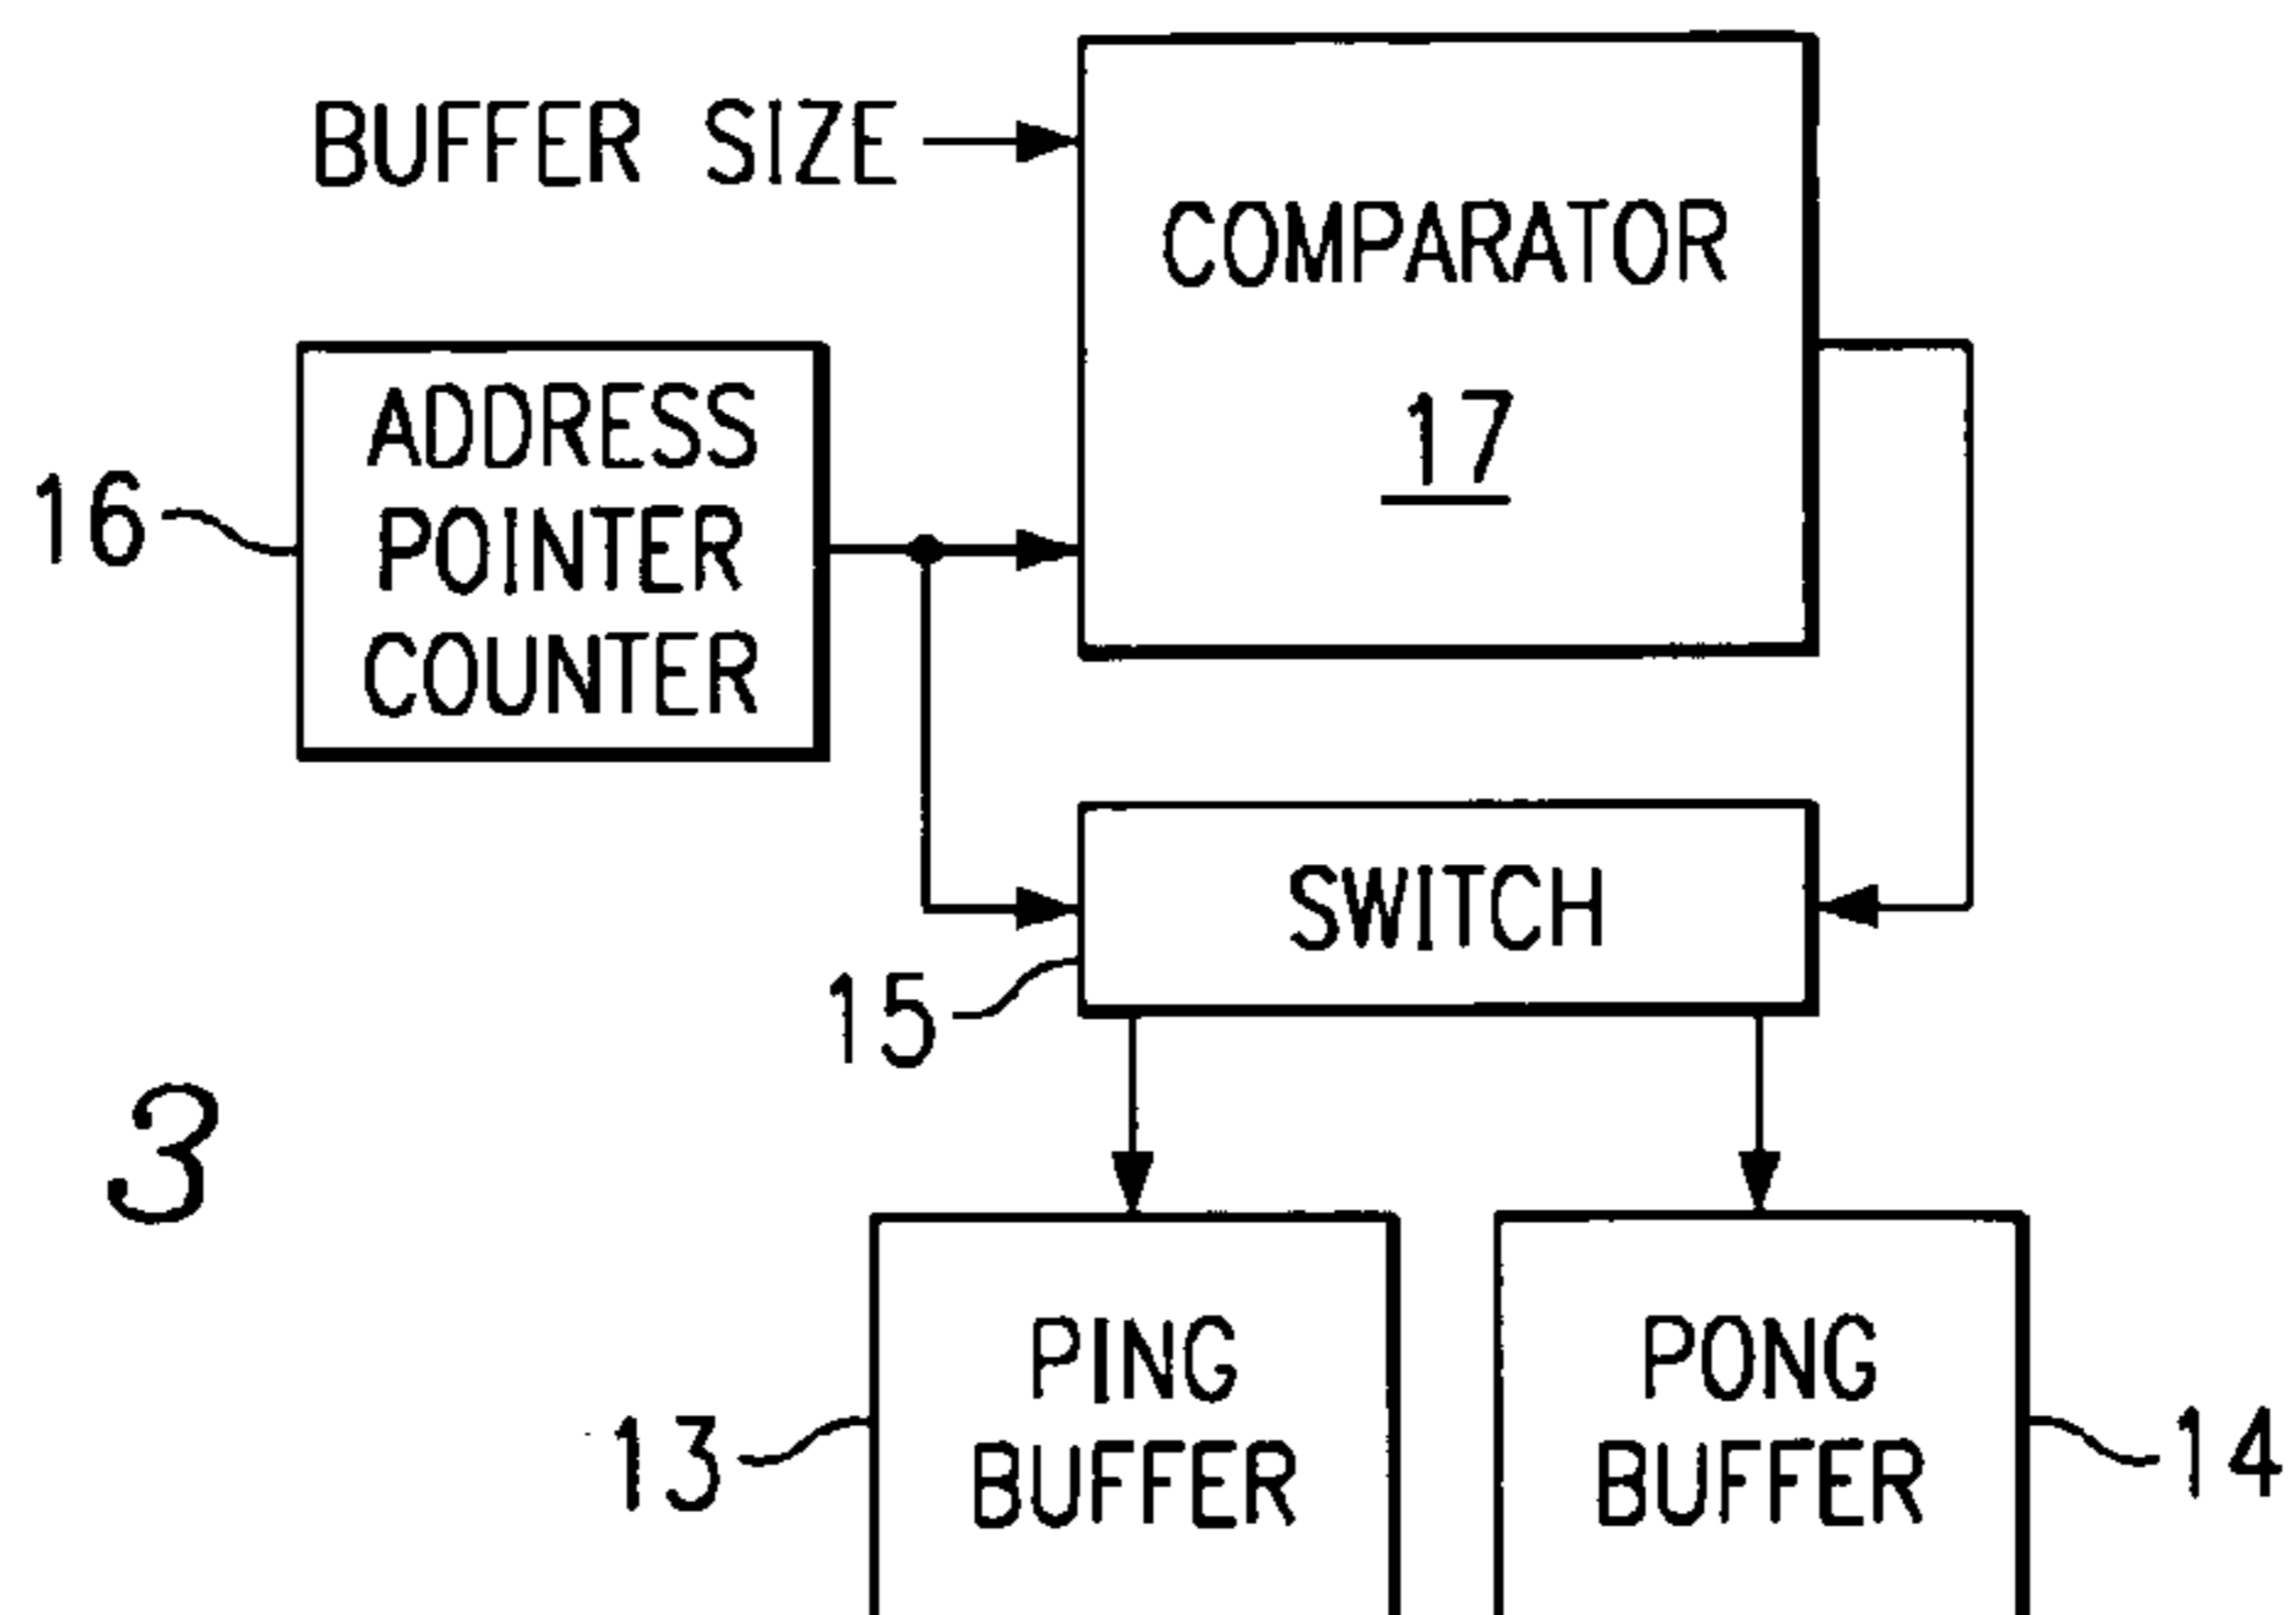 BUFFER SIZE
COMPARATOR
17
16
ADDRESS
POINTER
COUNTER
SWITCH
15
3
PING
BUFFER
13
PONG
BUFFER
14